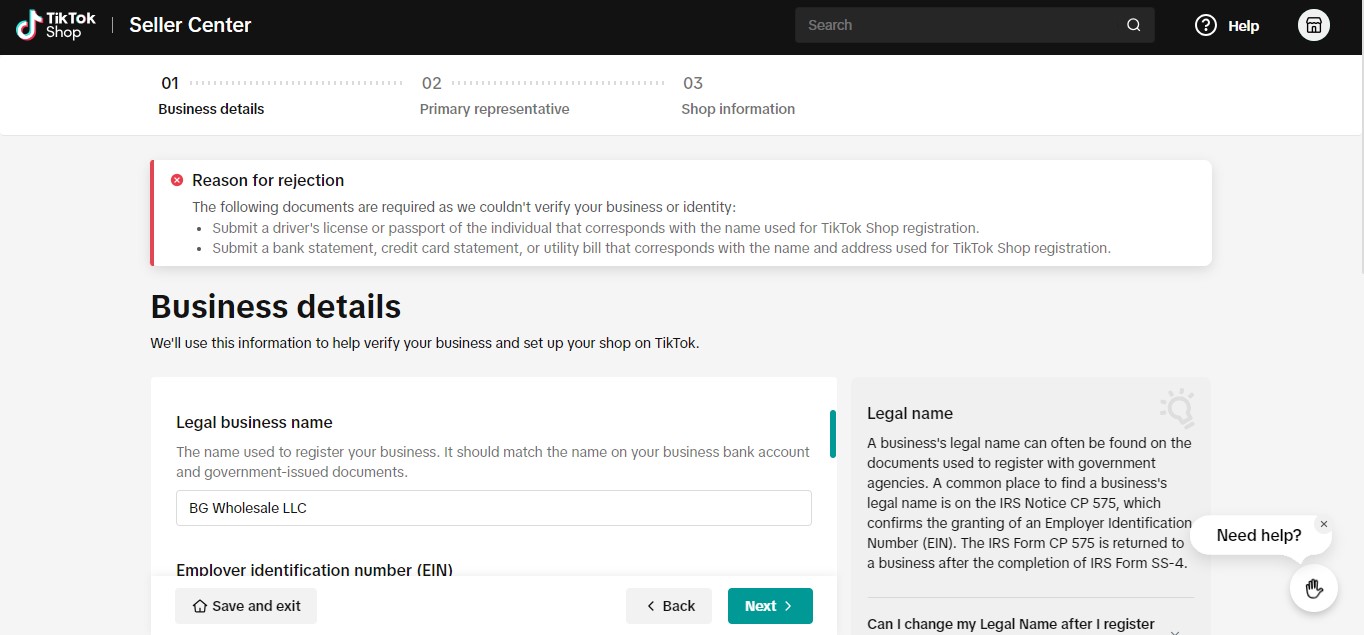 TikTok
Shop
Seller Center
Search
Help
01
02
03
Business details
Primary representative
Shop information
Reason for rejection
The following documents are required as we couldn't verify your business or identity:
• Submit a driver's license or passport of the individual that corresponds with the name used for TikTok Shop registration.
• Submit a bank statement, credit card statement, or utility bill that corresponds with the name and address used for TikTok Shop registration.
Business details
We'll use this information to help verify your business and set up your shop on TikTok.
Legal business name
The name used to register your business. It should match the name on your business bank account
and government-issued documents.
BG Wholesale LLC
Employer identification number (EIN)
Save and exit
Back
Next
Legal name
A business's legal name can often be found on the
documents used to register with government
agencies. A common place to find a business's
legal name is on the IRS Notice CP 575, which
confirms the granting of an Employer Identification
Number (EIN). The IRS Form CP 575 is returned to
a business after the completion of IRS Form SS-4.
Can I change my Legal Name after I register
Need help?